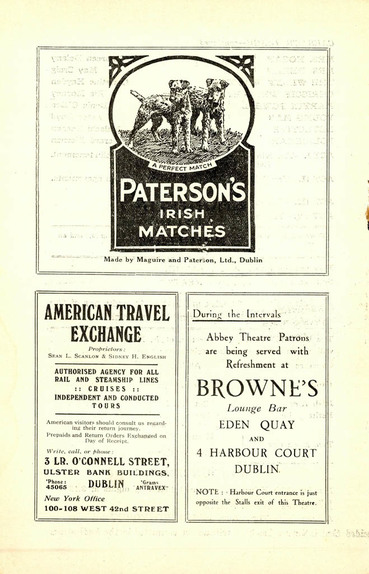 A PERFECT MATCH
PATERSON'S
IRISH
MATCHES
Made by Maguire and Paterson, Ltd., Dublin
AMERICAN TRAVEL
EXCHANGE
Proprietors:
SEAN L. SCANLON & SIDNEY H. ENGLISH
AUTHORISED AGENCY FOR ALL
RAIL AND STEAMSHIP LINES
:: CRUISES ::
INDEPENDENT AND CONDUCTED
TOURS
American visitors should consult us regard-
ing their return journey.
Prepaids and Return Orders Exchanged on
Day of Receipt.
Write, call, or phone:
3 LR. O'CONNELL STREET,
ULSTER BANK BUILDINGS,
'Phone: 45065 DUBLIN 'Grams "ANTRAVEX"
New York Office
100-108 WEST 42nd STREET
During the Intervals
Abbey Theatre Patrons
are being served with
Refreshment at
BROWNE'S
Lounge Bar
EDEN QUAY
AND
4 HARBOUR COURT
DUBLIN
NOTE: - Harbour Court entrance is just
opposite the Stalls exit of this Theatre.